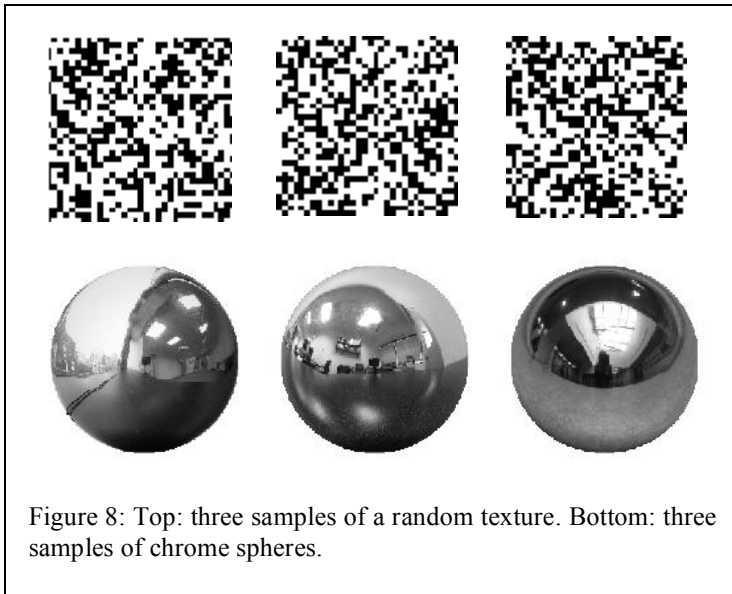 Figure 8: Top: three samples of a random texture. Bottom: three
samples of chrome spheres.